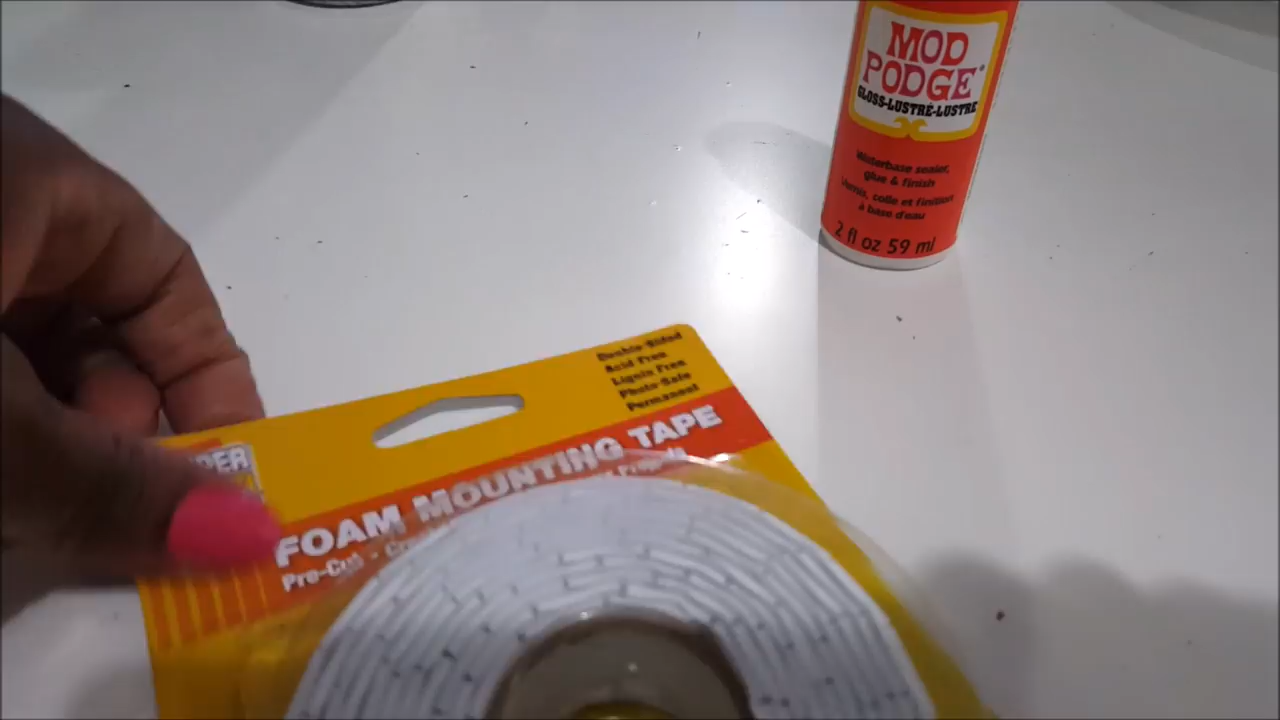 MOD
PODGE®
GLOSS-LUSTRÉ-LUSTRE
Waterbase sealer,
glue & finish
Vernis, colle et finition
à base d'eau
2 fl oz 59 ml
Double-Sided
Acid Free
Lignin Free
Photo-Safe
Permanent
FOAM MOUNTING TAPE
Pre-Cut